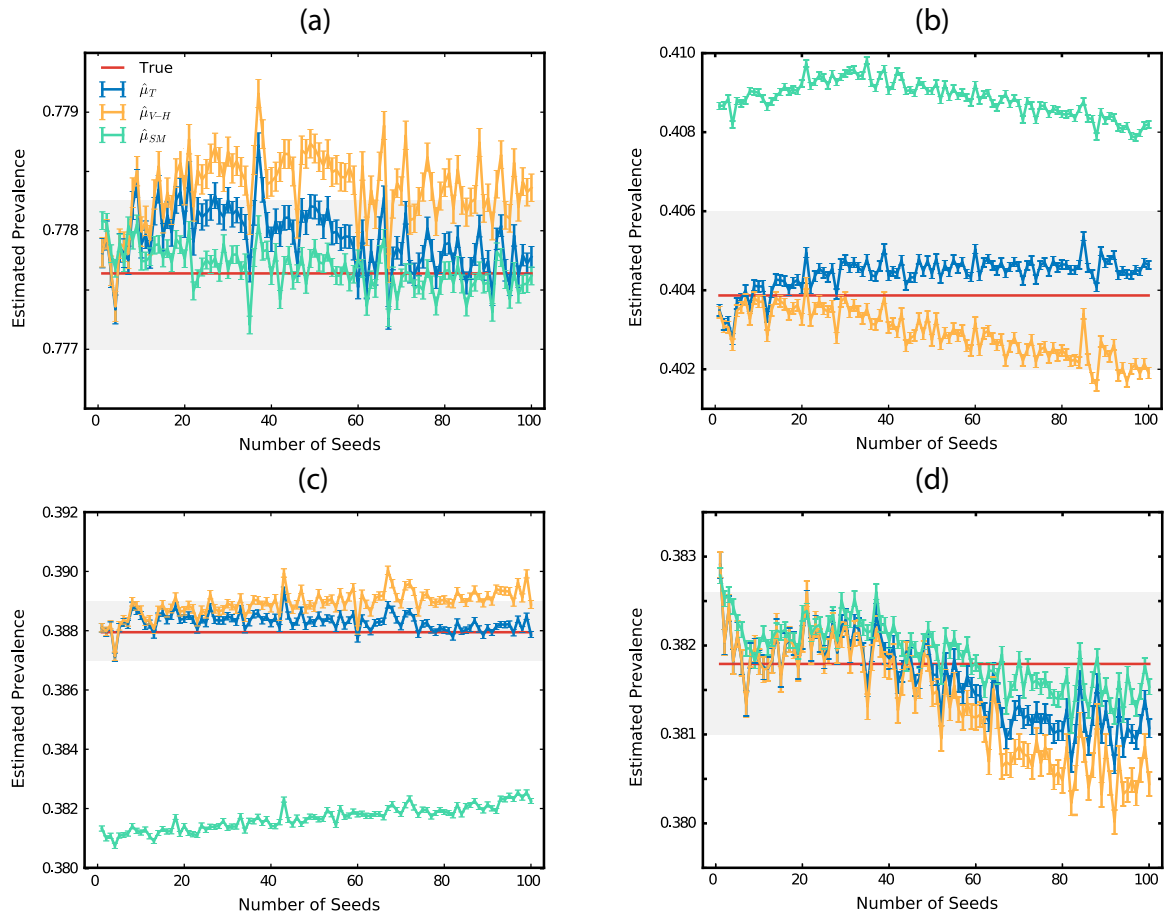 (a)
True
μ̂_T
μ̂_{V−H}
μ̂_{SM}
0.779
0.778
0.777
Estimated Prevalence
0 20 40 60 80 100
Number of Seeds
(b)
0.410
0.408
0.406
0.404
0.402
Estimated Prevalence
0 20 40 60 80 100
Number of Seeds
(c)
0.392
0.390
0.388
0.386
0.384
0.382
0.380
Estimated Prevalence
0 20 40 60 80 100
Number of Seeds
(d)
0.383
0.382
0.381
0.380
Estimated Prevalence
0 20 40 60 80 100
Number of Seeds